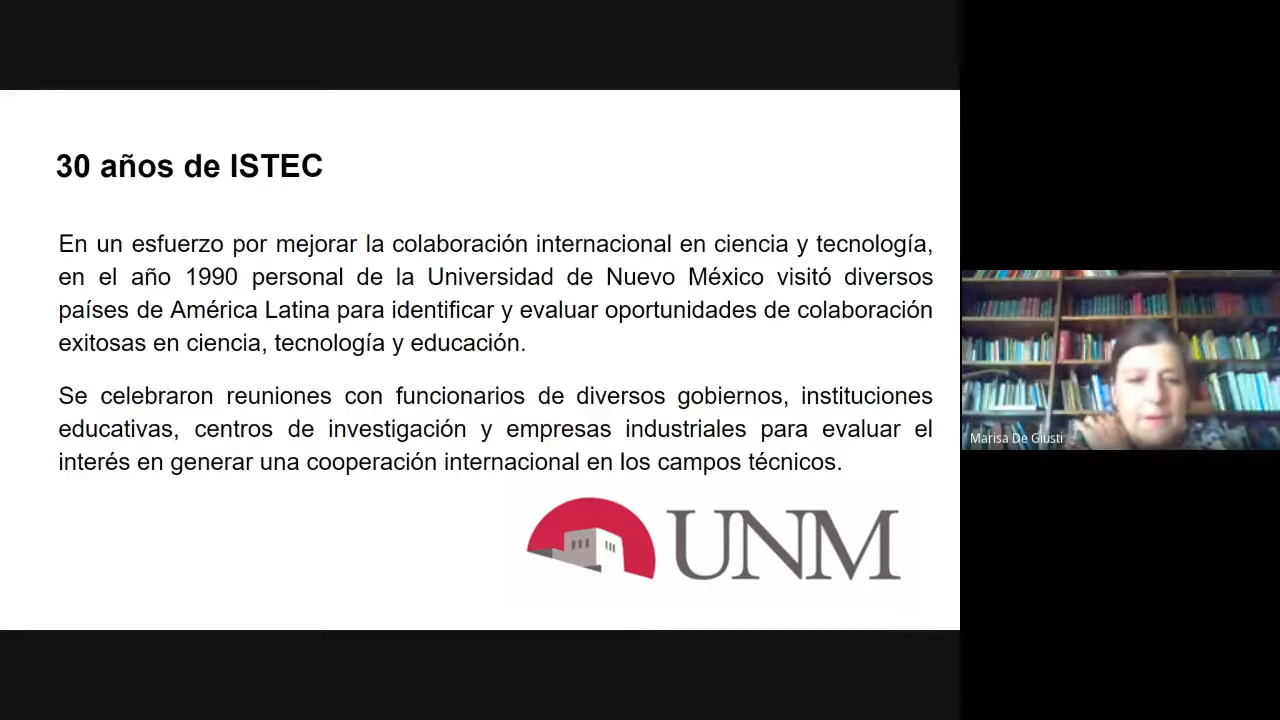 30 años de ISTEC
En un esfuerzo por mejorar la colaboración internacional en ciencia y tecnología,
en el año 1990 personal de la Universidad de Nuevo México visitó diversos
países de América Latina para identificar y evaluar oportunidades de colaboración
exitosas en ciencia, tecnología y educación.
Se celebraron reuniones con funcionarios de diversos gobiernos, instituciones
educativas, centros de investigación y empresas industriales para evaluar el
interés en generar una cooperación internacional en los campos técnicos.
UNM
Marisa De Giusti